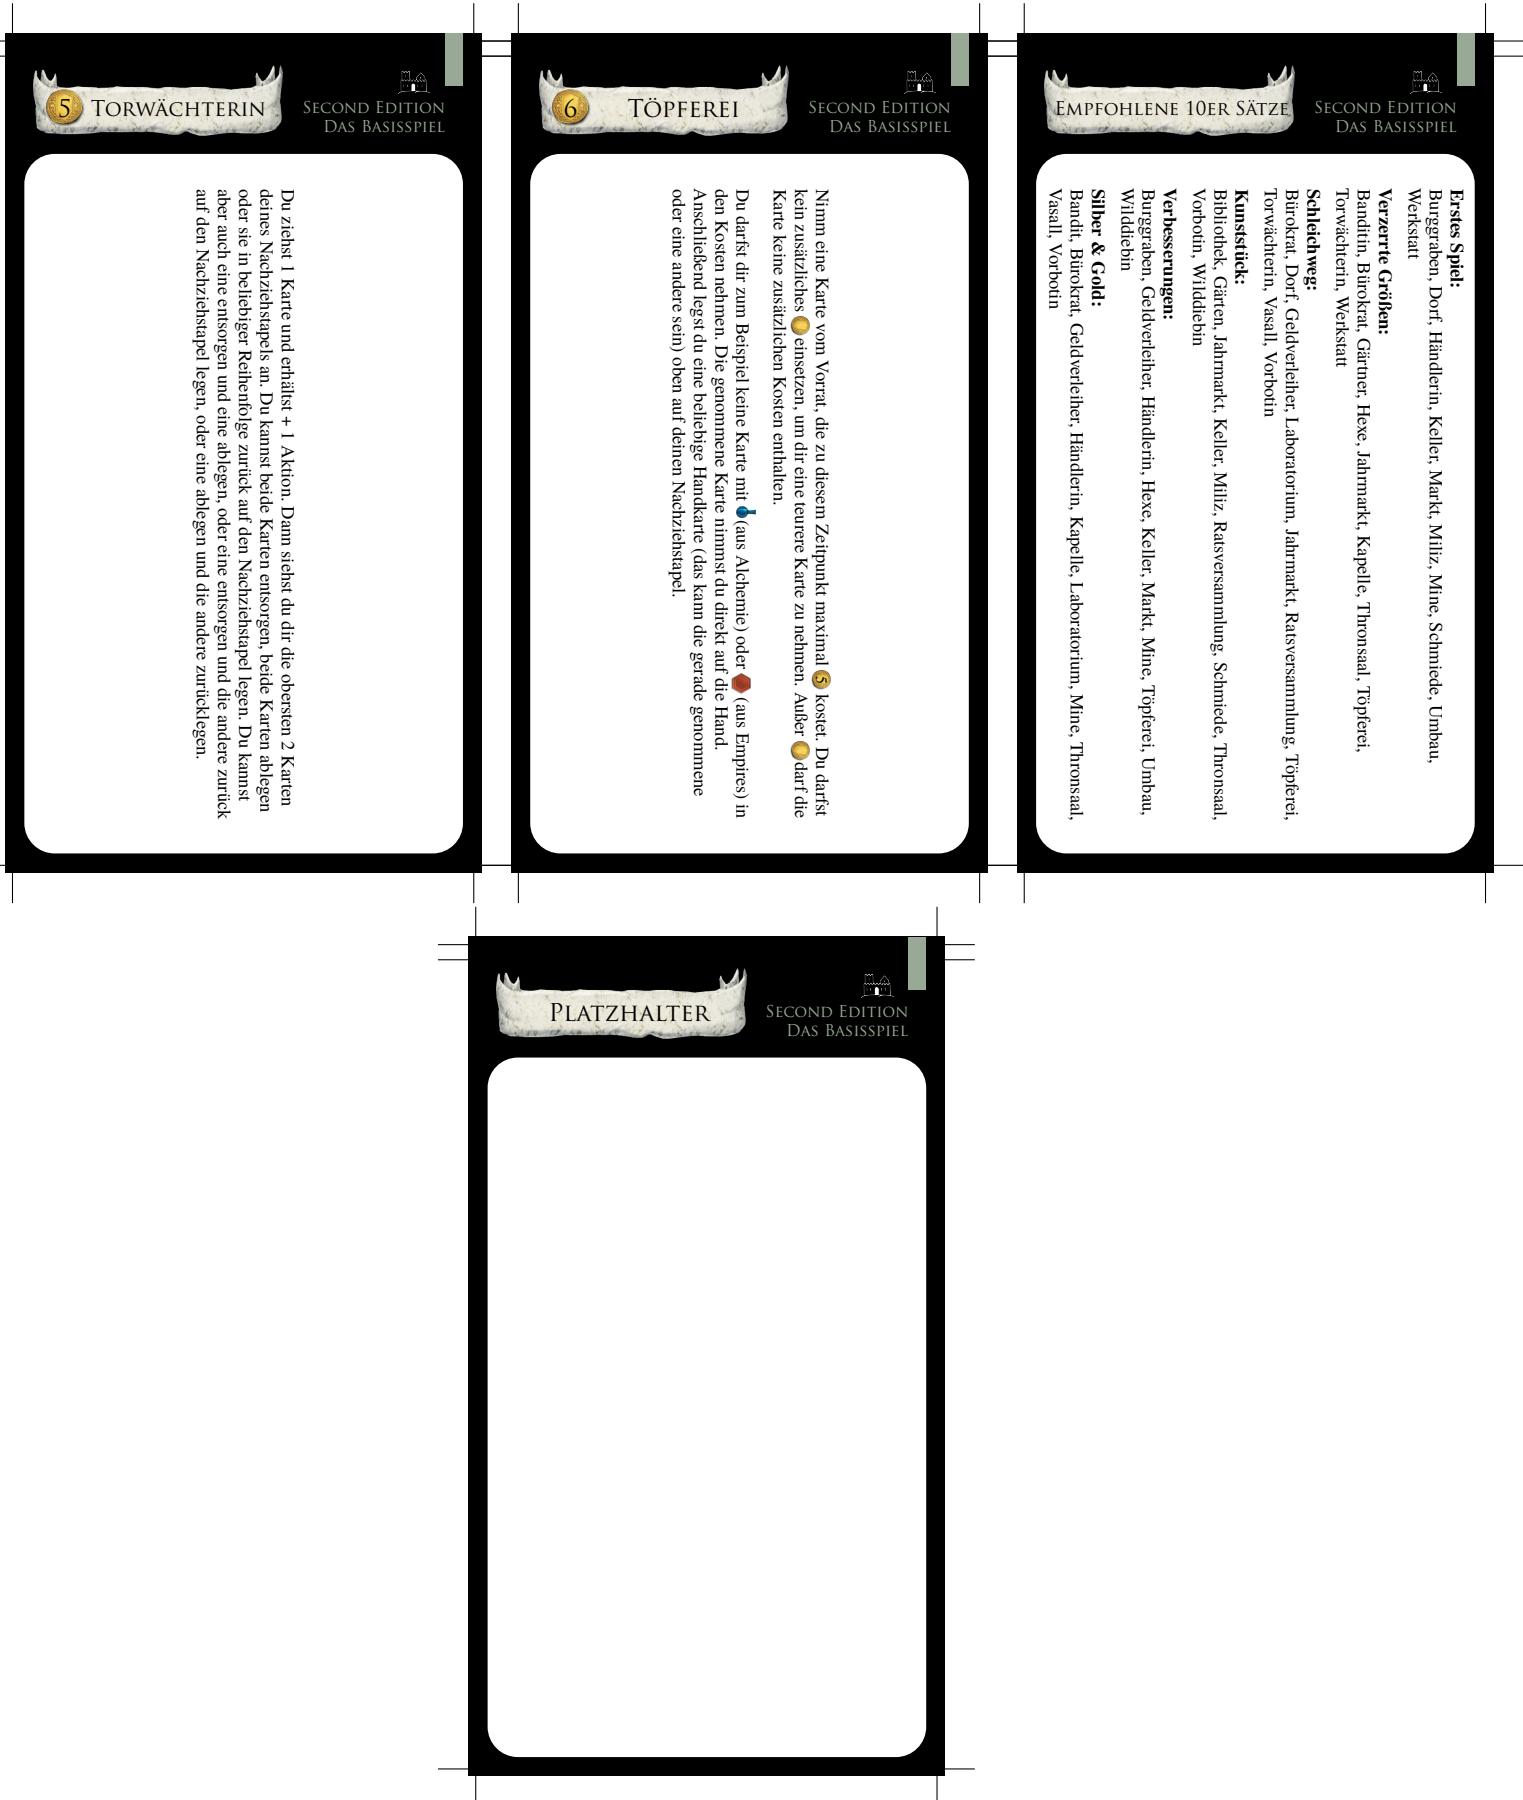 5 Torwächterin
Second Edition
Das Basisspiel
Du ziehst 1 Karte und erhältst + 1 Aktion. Dann siehst du dir die obersten 2 Karten
deines Nachziehstapels an. Du kannst beide Karten entsorgen, beide Karten ablegen
oder sie in beliebiger Reihenfolge zurück auf den Nachziehstapel legen. Du kannst
aber auch eine entsorgen und eine ablegen, oder eine entsorgen und die andere zurück
auf den Nachziehstapel legen, oder eine ablegen und die andere zurücklegen.
6 Töpferei
Second Edition
Das Basisspiel
Nimm eine Karte vom Vorrat, die zu diesem Zeitpunkt maximal 5 kostet. Du darfst
kein zusätzliches einsetzen, um dir eine teurere Karte zu nehmen. Außer darf die
Karte keine zusätzlichen Kosten enthalten.
Du darfst dir zum Beispiel keine Karte mit (aus Alchemie) oder (aus Empires) in
den Kosten nehmen. Die genommene Karte nimmst du direkt auf die Hand.
Anschließend legst du eine beliebige Handkarte (das kann die gerade genommene
oder eine andere sein) oben auf deinen Nachziehstapel.
Empfohlene 10er Sätze
Second Edition
Das Basisspiel
Erstes Spiel:
Burggraben, Dorf, Händlerin, Keller, Markt, Miliz, Mine, Schmiede, Umbau,
Werkstatt
Verzerrte Größen:
Banditin, Bürokrat, Gärtner, Hexe, Jahrmarkt, Kapelle, Thronsaal, Töpferei,
Torwächterin, Werkstatt
Schleichweg:
Bürokrat, Dorf, Geldverleiher, Laboratorium, Jahrmarkt, Ratsversammlung, Töpferei,
Torwächterin, Vasall, Vorbotin
Kunststück:
Bibliothek, Gärten, Jahrmarkt, Keller, Miliz, Ratsversammlung, Schmiede, Thronsaal,
Vorbotin, Wilddiebin
Verbesserungen:
Burggraben, Geldverleiher, Händlerin, Hexe, Keller, Markt, Mine, Töpferei, Umbau,
Wilddiebin
Silber & Gold:
Bandit, Bürokrat, Geldverleiher, Händlerin, Kapelle, Laboratorium, Mine, Thronsaal,
Vasall, Vorbotin
Platzhalter
Second Edition
Das Basisspiel